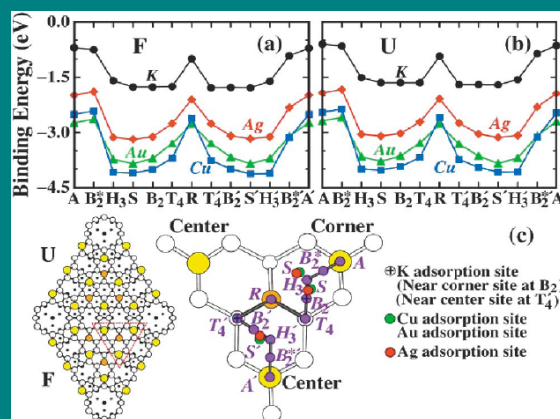 Binding Energy (eV)
0.0
−1.5
−3.0
−4.5
F
(a)
K
Ag
Au
Cu
A B2* H3 S B2 T4 R T4′ B2′ S′ H3′ B2*′ A′
U
(b)
K
Ag
Au
Cu
A B2* H3 S B2 T4 R T4′ B2′ S′ H3′ B2*′ A′
U
F
Center
Corner
(c)
B2*
A
S
H3
S
B2
R
T4
T4
B2′
H3
S′
B2*′
A′
Center
K adsorption site
(Near corner site at B2)
(Near center site at T4)
Cu adsorption site
Au adsorption site
Ag adsorption site